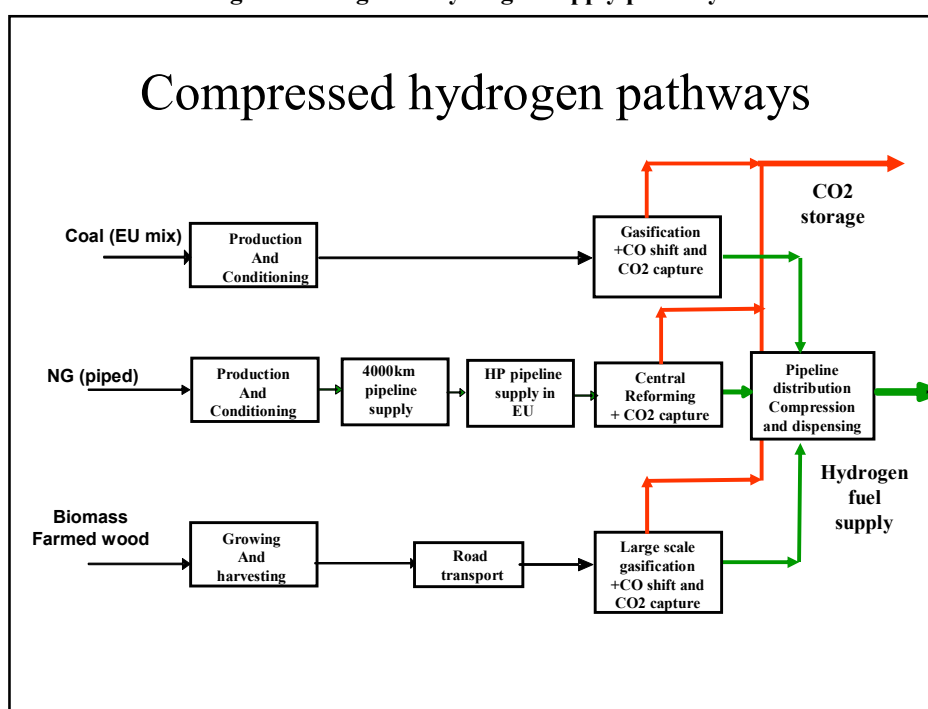 Compressed hydrogen pathways
CO2
storage
Coal (EU mix)
Production
And
Conditioning
Gasification
+CO shift and
CO2 capture
NG (piped)
Production
And
Conditioning
4000km
pipeline
supply
HP pipeline
supply in
EU
Central
Reforming
+ CO2 capture
Pipeline
distribution
Compression
and dispensing
Hydrogen
fuel
supply
Biomass
Farmed wood
Growing
And
harvesting
Road
transport
Large scale
gasification
+CO shift and
CO2 capture